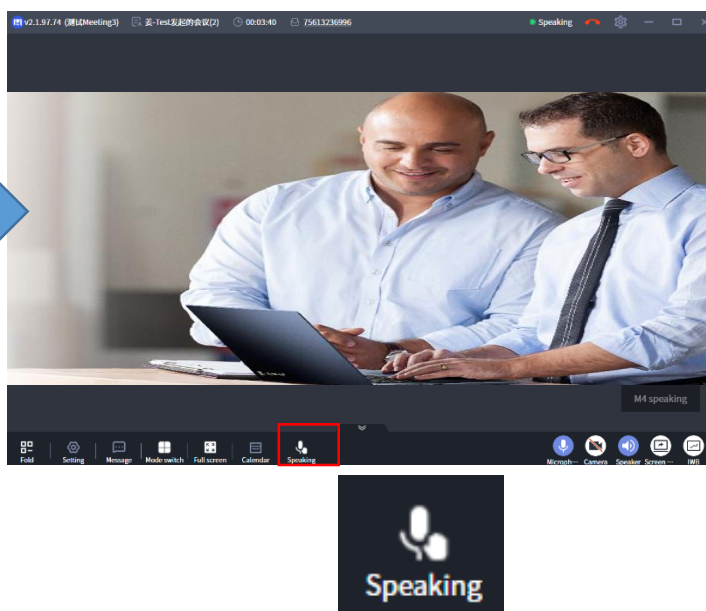 v2.1.97.74 (测试Meeting3) 姜-Test发起的会议(2) 00:03:40 75613236996 Speaking
M4 speaking
Fold Setting Message Mode switch Full screen Calendar Speaking Microph··· Camera Speaker Screen ··· IWB
Speaking